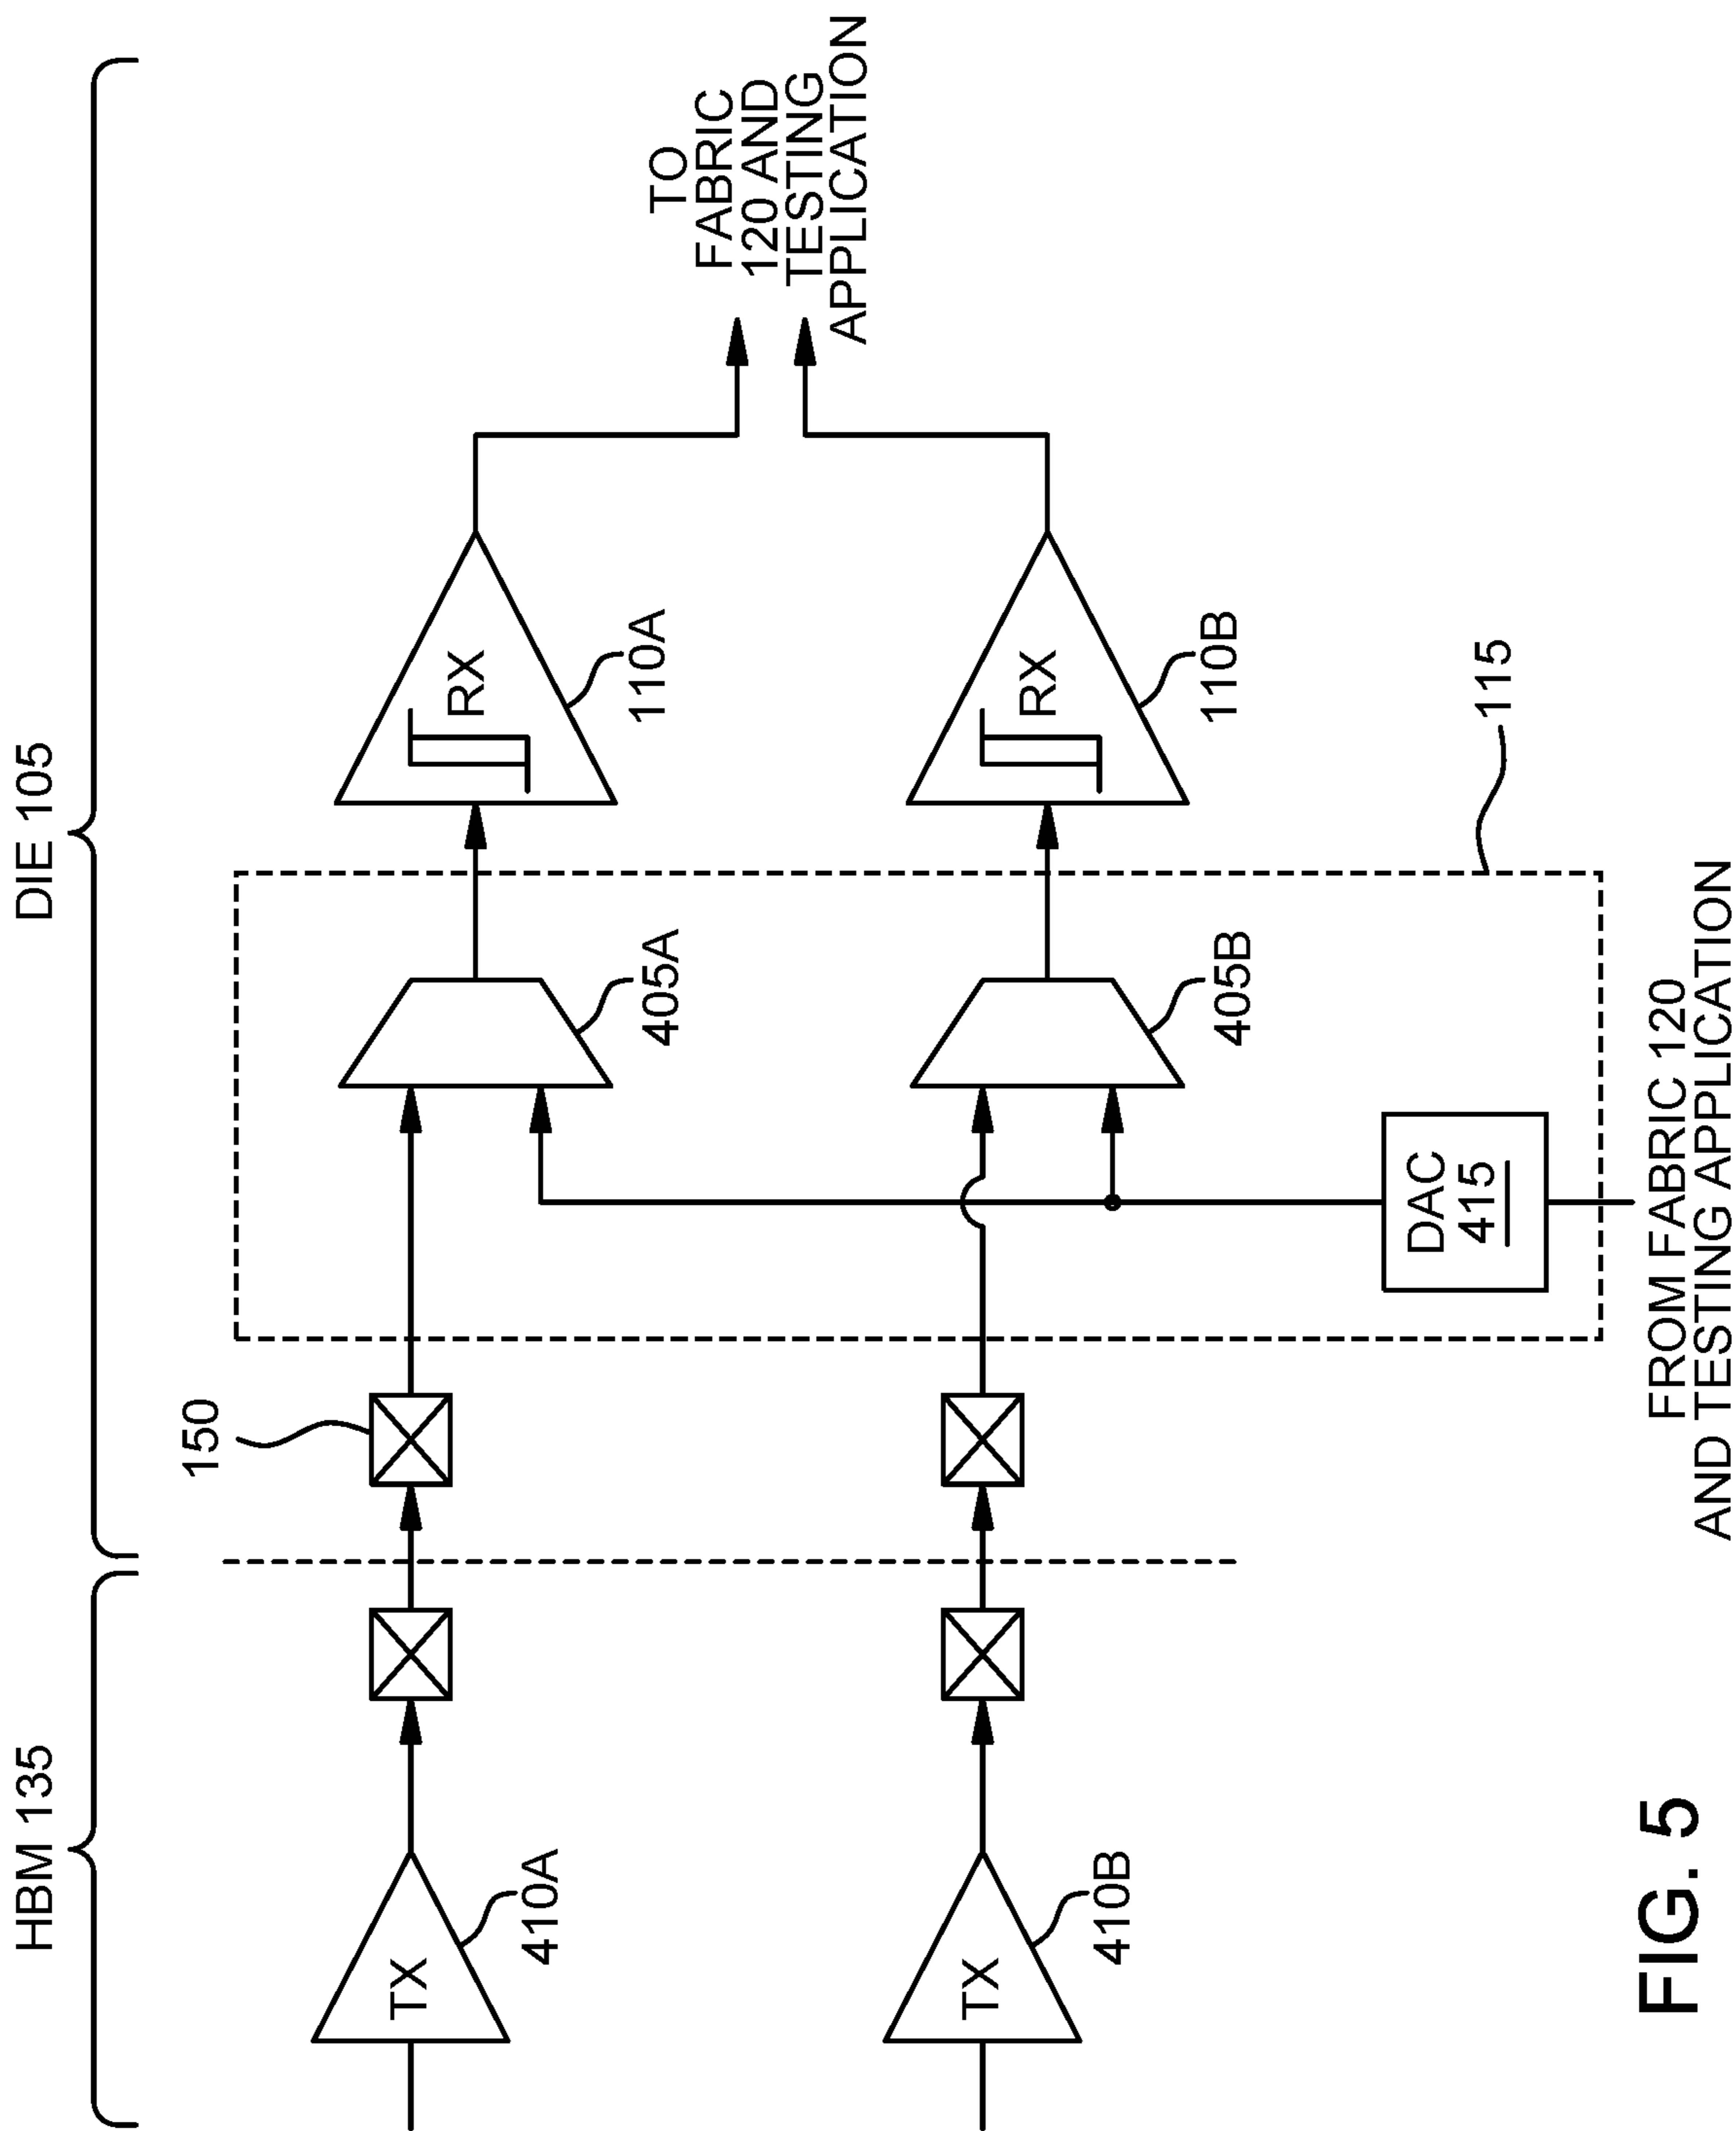 HBM 135
DIE 105
150
TX
410A
405A
RX
110A
TO
FABRIC
120 AND
TESTING
APPLICATION
TX
410B
405B
RX
110B
DAC
415
115
FROM FABRIC 120
AND TESTING APPLICATION
FIG. 5